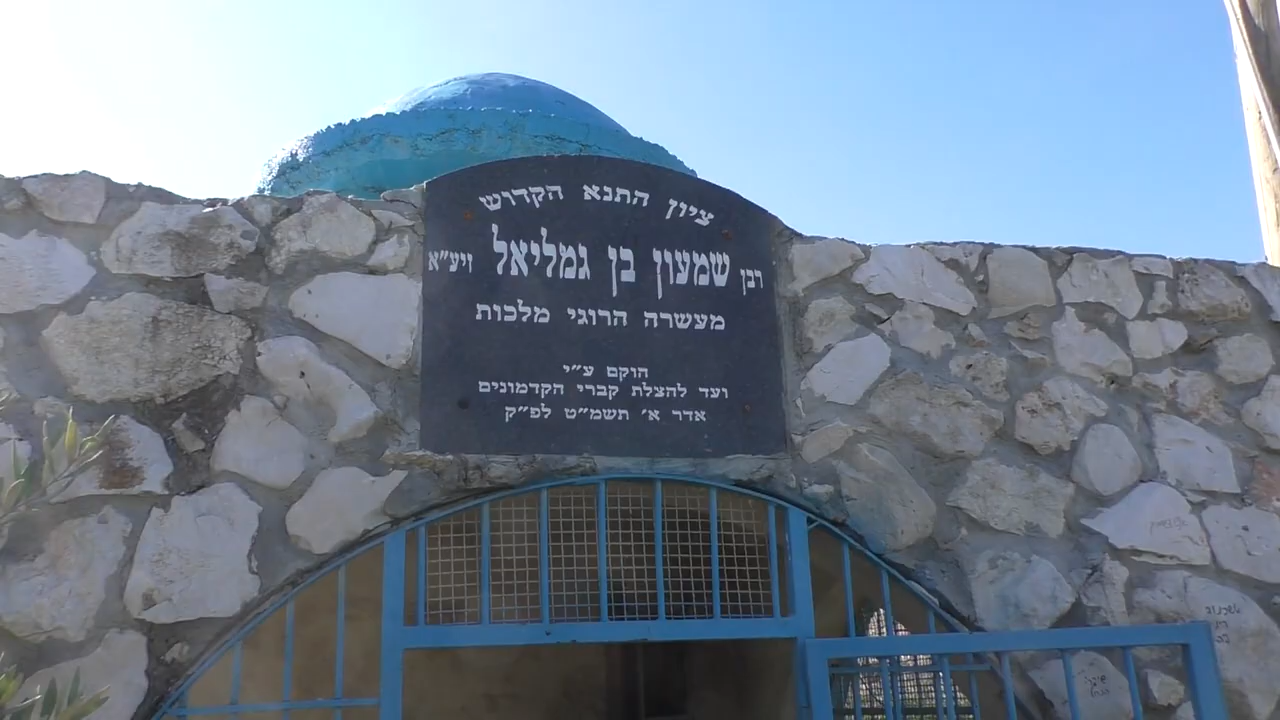 ציון התנא הקדוש
רבן שמעון בן גמליאל זיע״א
מעשרה הרוגי מלכות
הוקם ע״י
ועד להצלת קברי הקדמונים
אדר א׳ תשמ״ט לפ״ק